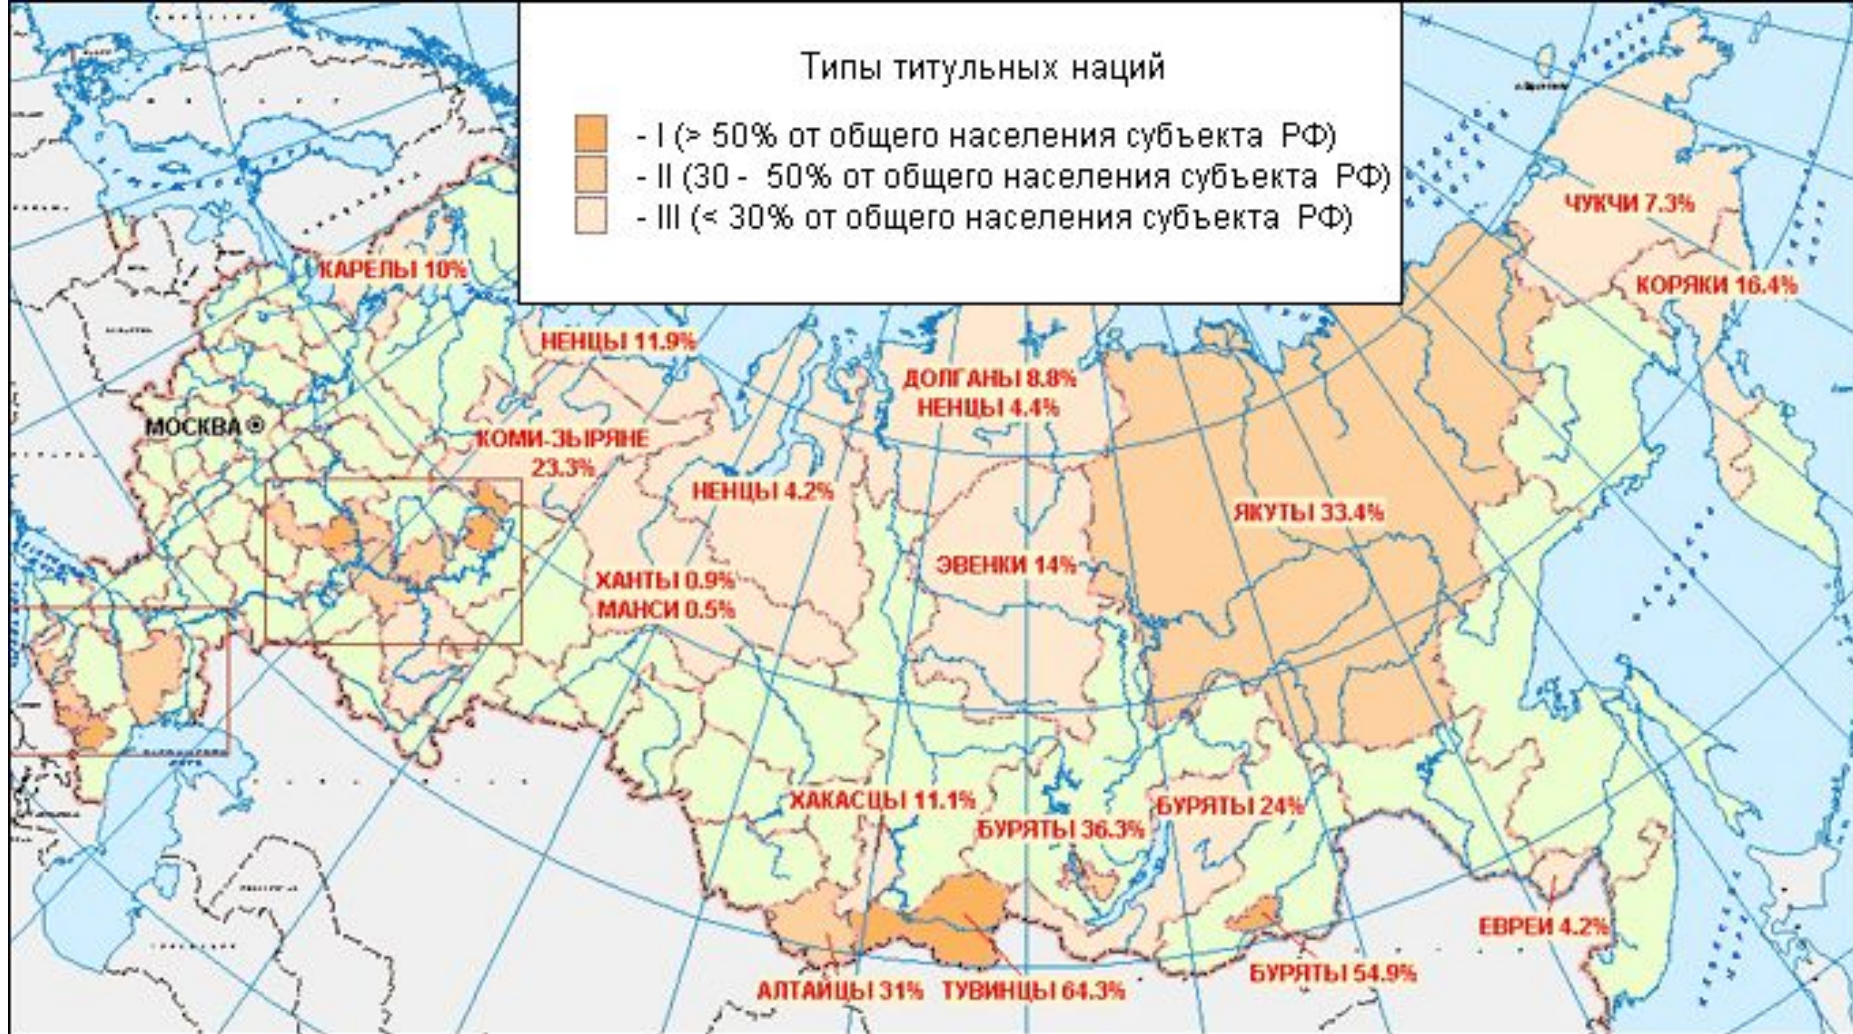 Типы титульных наций
- I (> 50% от общего населения субъекта РФ)
- II (30 - 50% от общего населения субъекта РФ)
- III (< 30% от общего населения субъекта РФ)
ЧУКЧИ 7.3%
КАРЕЛЫ 10%
КОРЯКИ 16.4%
НЕНЦЫ 11.9%
ДОЛГАНЫ 8.8%
НЕНЦЫ 4.4%
МОСКВА
КОМИ-ЗЫРЯНЕ
23.3%
НЕНЦЫ 4.2%
ЯКУТЫ 33.4%
ЭВЕНКИ 14%
ХАНТЫ 0.9%
МАНСИ 0.5%
ХАКАСЦЫ 11.1%
БУРЯТЫ 24%
БУРЯТЫ 36.3%
ЕВРЕИ 4.2%
БУРЯТЫ 54.9%
АЛТАЙЦЫ 31%
ТУВИНЦЫ 64.3%